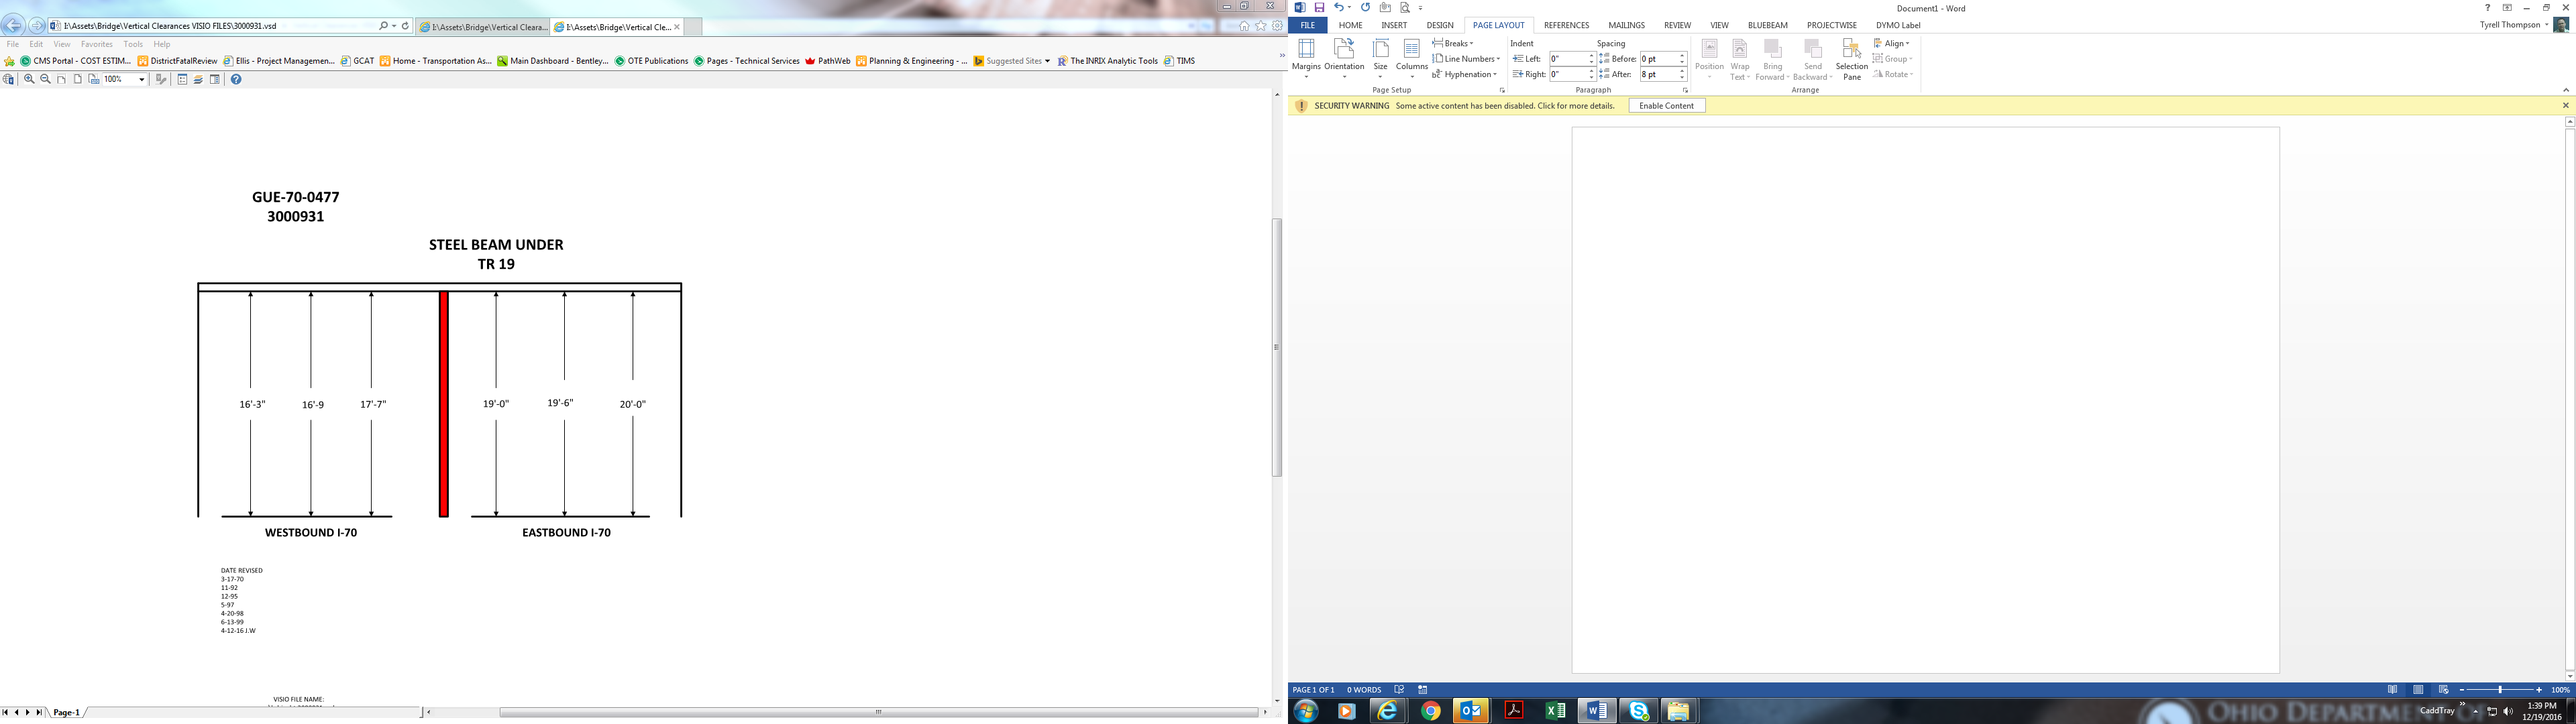 I:\Assets\Bridge\Vertical Clearances VISIO FILES\3000931.vsd
I:\Assets\Bridge\Vertical Cleara...
I:\Assets\Bridge\Vertical Cle...
File Edit View Favorites Tools Help
CMS Portal - COST ESTIM... DistrictFatalReview Ellis - Project Managemen... GCAT Home - Transportation As... Main Dashboard - Bentley... OTE Publications Pages - Technical Services PathWeb Planning & Engineering - ... Suggested Sites The INRIX Analytic Tools TIMS
100%
GUE-70-0477
3000931
STEEL BEAM UNDER
TR 19
16'-3" 16'-9 17'-7" 19'-0" 19'-6" 20'-0"
WESTBOUND I-70 EASTBOUND I-70
DATE REVISED
3-17-70
11-92
12-95
5-97
4-20-98
6-13-99
4-12-16 J.W
VISIO FILE NAME:
Page-1
Document1 - Word
FILE HOME INSERT DESIGN PAGE LAYOUT REFERENCES MAILINGS REVIEW VIEW BLUEBEAM PROJECTWISE DYMO Label
Tyrell Thompson
Margins Orientation Size Columns
Breaks
Line Numbers
Hyphenation
Page Setup
Indent Spacing
Left: 0" Before: 0 pt
Right: 0" After: 8 pt
Paragraph
Position Wrap Text Bring Forward Send Backward Selection Pane
Align
Group
Rotate
Arrange
SECURITY WARNING Some active content has been disabled. Click for more details. Enable Content
PAGE 1 OF 1 0 WORDS
100%
CaddTray
1:39 PM
12/19/2016